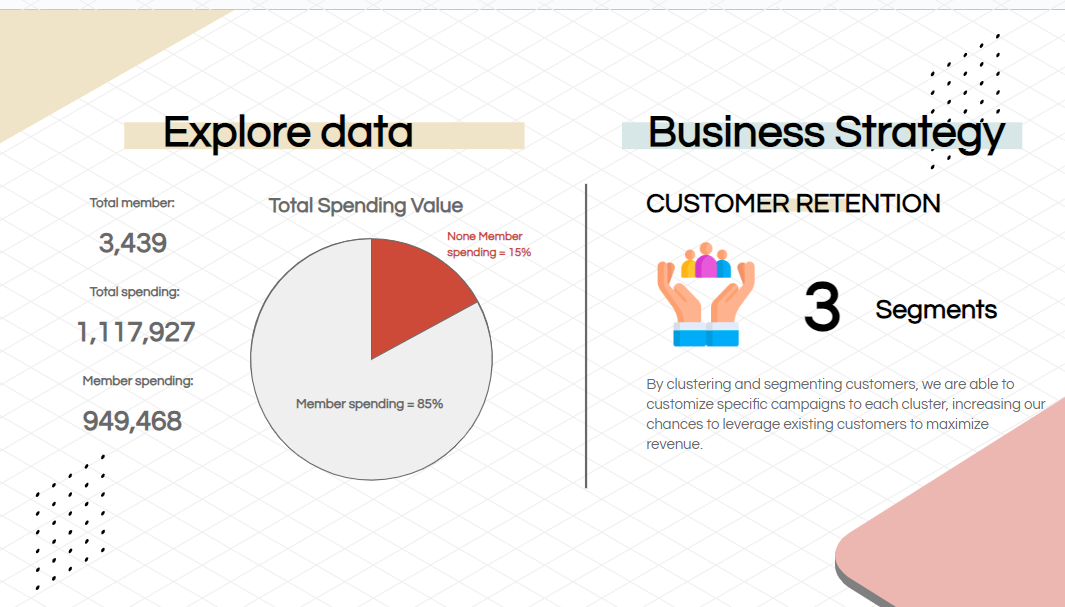 Explore data
Total member:
3,439
Total spending:
1,117,927
Member spending:
949,468
Total Spending Value
None Member
spending = 15%
Member spending = 85%
Business Strategy
CUSTOMER RETENTION
3 Segments
By clustering and segmenting customers, we are able to
customize specific campaigns to each cluster, increasing our
chances to leverage existing customers to maximize
revenue.